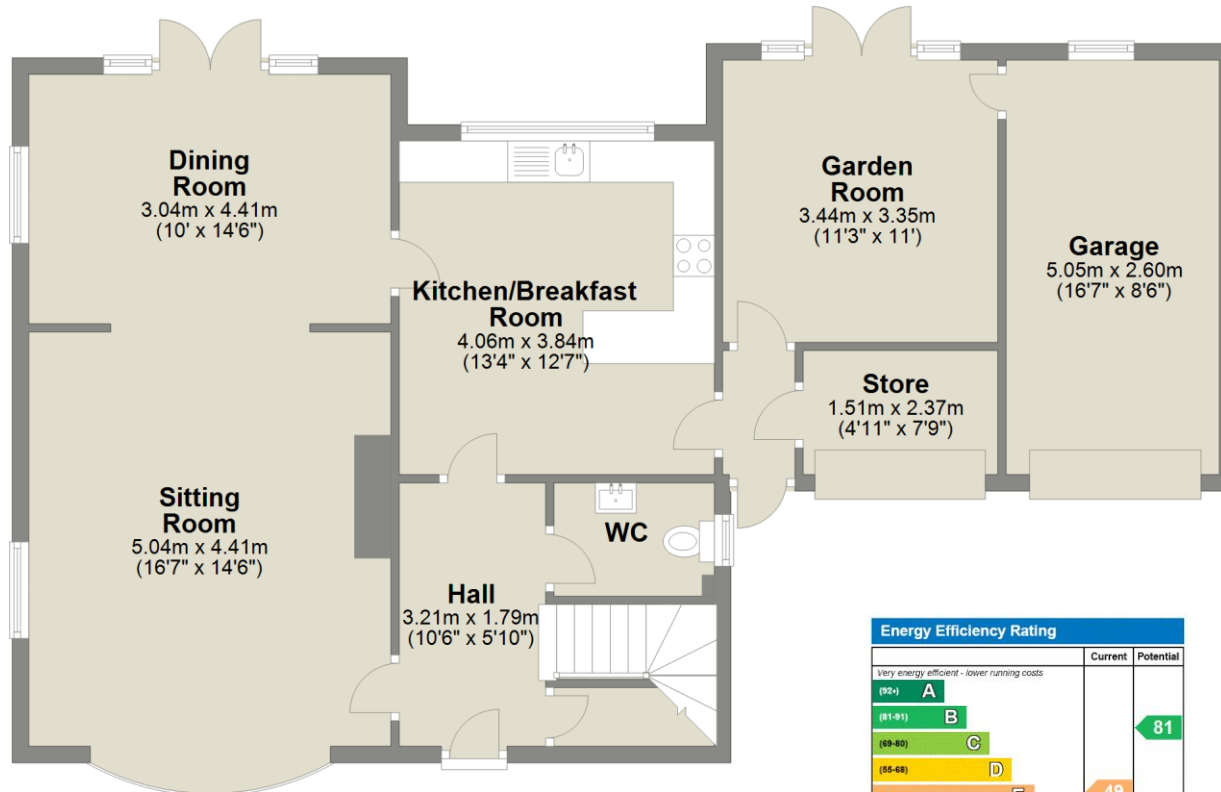 Dining
Room
3.04m x 4.41m
(10' x 14'6")
Garden
Room
3.44m x 3.35m
(11'3" x 11')
Garage
5.05m x 2.60m
(16'7" x 8'6")
Kitchen/Breakfast
Room
4.06m x 3.84m
(13'4" x 12'7")
Store
1.51m x 2.37m
(4'11" x 7'9")
Sitting
Room
5.04m x 4.41m
(16'7" x 14'6")
WC
Hall
3.21m x 1.79m
(10'6" x 5'10")
Energy Efficiency Rating
Current Potential
Very energy efficient - lower running costs
(92+) A
(81-91) B
81
(69-80) C
(55-68) D
E
49